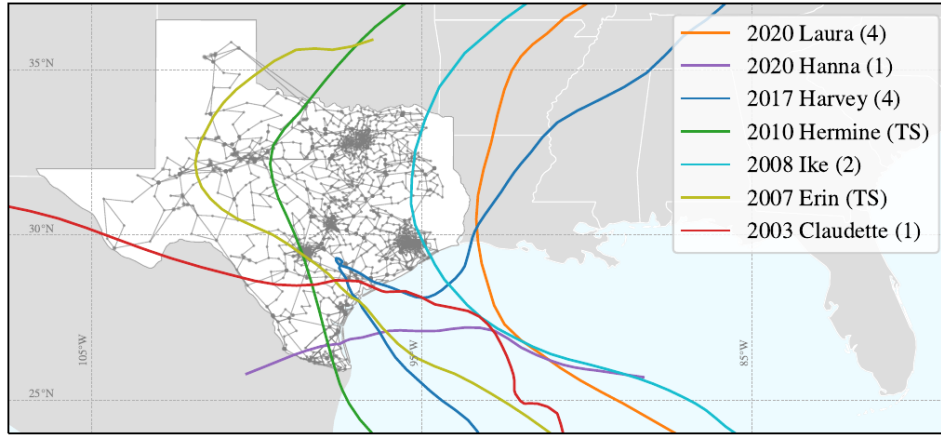 2020 Laura (4)
2020 Hanna (1)
2017 Harvey (4)
2010 Hermine (TS)
2008 Ike (2)
2007 Erin (TS)
2003 Claudette (1)
35°N
30°N
25°N
105°W
95°W
85°W